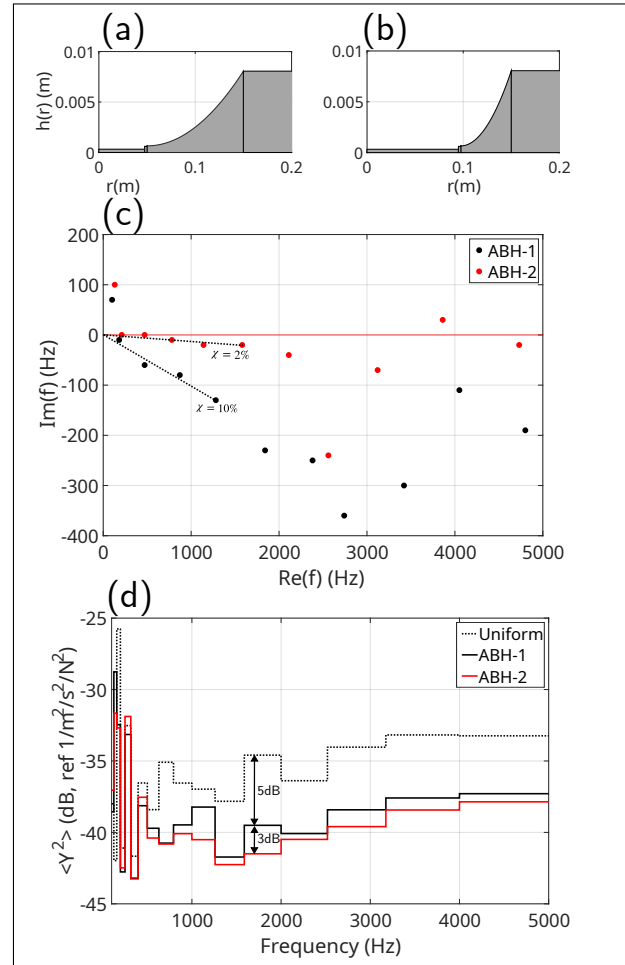 (a)
(b)
0.01
0.005
0
h(r) (m)
0
0.1
0.2
r(m)
0.01
0.005
0
0
0.1
0.2
r(m)
(c)
200
100
0
-100
-200
-300
-400
Im(f) (Hz)
ABH-1
ABH-2
χ = 2%
χ = 10%
0
1000
2000
3000
4000
5000
Re(f) (Hz)
(d)
-25
-30
-35
-40
-45
<Y²> (dB, ref 1/m²/s²/N²)
Uniform
ABH-1
ABH-2
5dB
3dB
1000
2000
3000
4000
5000
Frequency (Hz)